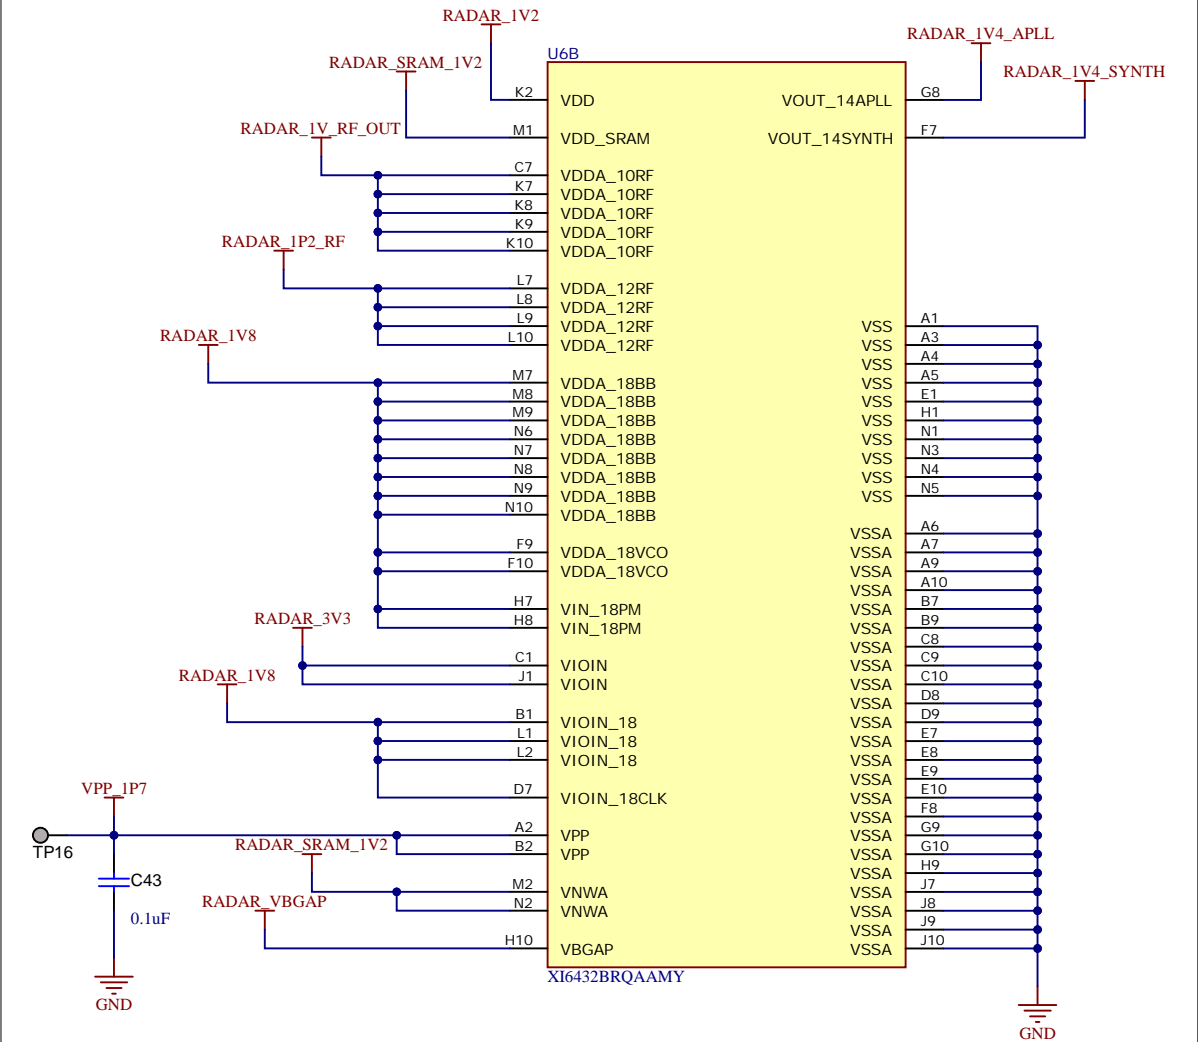 RADAR_1V2
RADAR_1V4_APLL
U6B
RADAR_SRAM_1V2
RADAR_1V4_SYNTH
K2 VDD VOUT_14APLL G8
RADAR_1V_RF_OUT
M1 VDD_SRAM VOUT_14SYNTH F7
C7 VDDA_10RF
K7 VDDA_10RF
K8 VDDA_10RF
K9 VDDA_10RF
RADAR_1P2_RF
K10 VDDA_10RF
L7 VDDA_12RF
L8 VDDA_12RF
L9 VDDA_12RF VSS A1
RADAR_1V8
L10 VDDA_12RF VSS A3
VSS A4
M7 VDDA_18BB VSS A5
M8 VDDA_18BB VSS E1
M9 VDDA_18BB VSS H1
N6 VDDA_18BB VSS N1
N7 VDDA_18BB VSS N3
N8 VDDA_18BB VSS N4
N9 VDDA_18BB VSS N5
N10 VDDA_18BB
VSSA A6
F9 VDDA_18VCO VSSA A7
F10 VDDA_18VCO VSSA A9
VSSA A10
H7 VIN_18PM VSSA B7
RADAR_3V3
H8 VIN_18PM VSSA B9
VSSA C8
C1 VIOIN VSSA C9
RADAR_1V8
J1 VIOIN VSSA C10
VSSA D8
B1 VIOIN_18 VSSA D9
L1 VIOIN_18 VSSA E7
L2 VIOIN_18 VSSA E8
VSSA E9
VPP_1P7
D7 VIOIN_18CLK VSSA E10
VSSA F8
A2 VPP VSSA G9
TP16
RADAR_SRAM_1V2
B2 VPP VSSA G10
VSSA H9
C43
M2 VNWA VSSA J7
RADAR_VBGAP
0.1uF
N2 VNWA VSSA J8
VSSA J9
H10 VBGAP VSSA J10
XI6432BRQAAMY
GND
GND